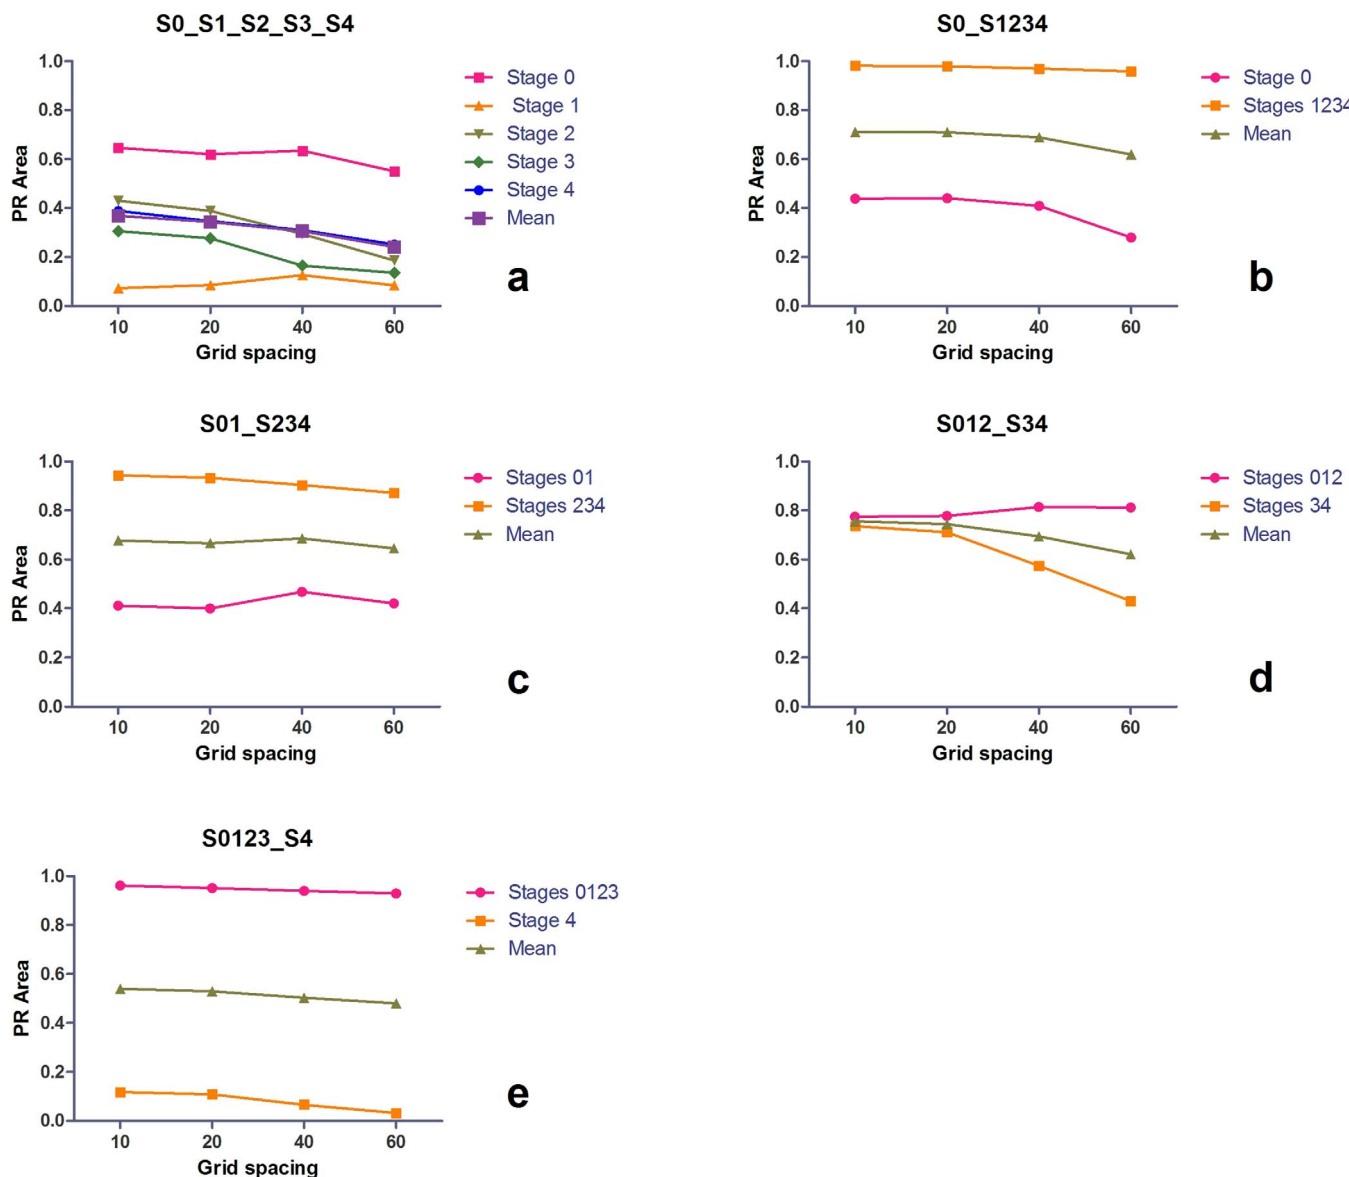 S0_S1_S2_S3_S4
PR Area
1.0
0.8
0.6
0.4
0.2
0.0
10 20 40 60
Grid spacing
Stage 0
Stage 1
Stage 2
Stage 3
Stage 4
Mean
a
S0_S1234
PR Area
1.0
0.8
0.6
0.4
0.2
0.0
10 20 40 60
Grid spacing
Stage 0
Stages 1234
Mean
b
S01_S234
PR Area
1.0
0.8
0.6
0.4
0.2
0.0
10 20 40 60
Grid spacing
Stages 01
Stages 234
Mean
c
S012_S34
PR Area
1.0
0.8
0.6
0.4
0.2
0.0
10 20 40 60
Grid spacing
Stages 012
Stages 34
Mean
d
S0123_S4
PR Area
1.0
0.8
0.6
0.4
0.2
0.0
10 20 40 60
Grid spacing
Stages 0123
Stage 4
Mean
e